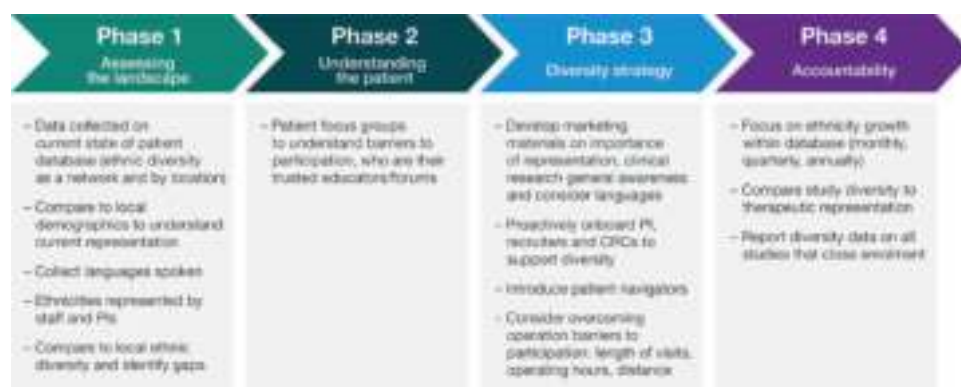 Phase 1
Assessing
the landscape
– Data collected on
current state of patient
database (ethnic diversity
as a network and by location)
– Compare to local
demographics to understand
current representation
– Collect languages spoken
– Ethnicities represented by
staff and PIs
– Compare to local ethnic
diversity and identify gaps
Phase 2
Understanding
the patient
– Patient focus groups
to understand barriers to
participation, who are their
trusted educators/forums
Phase 3
Diversity strategy
– Develop marketing
materials on importance
of representation, clinical
research general awareness
and consider languages
– Proactively onboard PI,
recruiters and CRCs to
support diversity
– Introduce patient navigators
– Consider overcoming
operation barriers to
participation: length of visits,
operating hours, distance
Phase 4
Accountability
– Focus on ethnicity growth
within database (monthly,
quarterly, annually)
– Compare study diversity to
therapeutic representation
– Report diversity data on all
studies that close enrolment